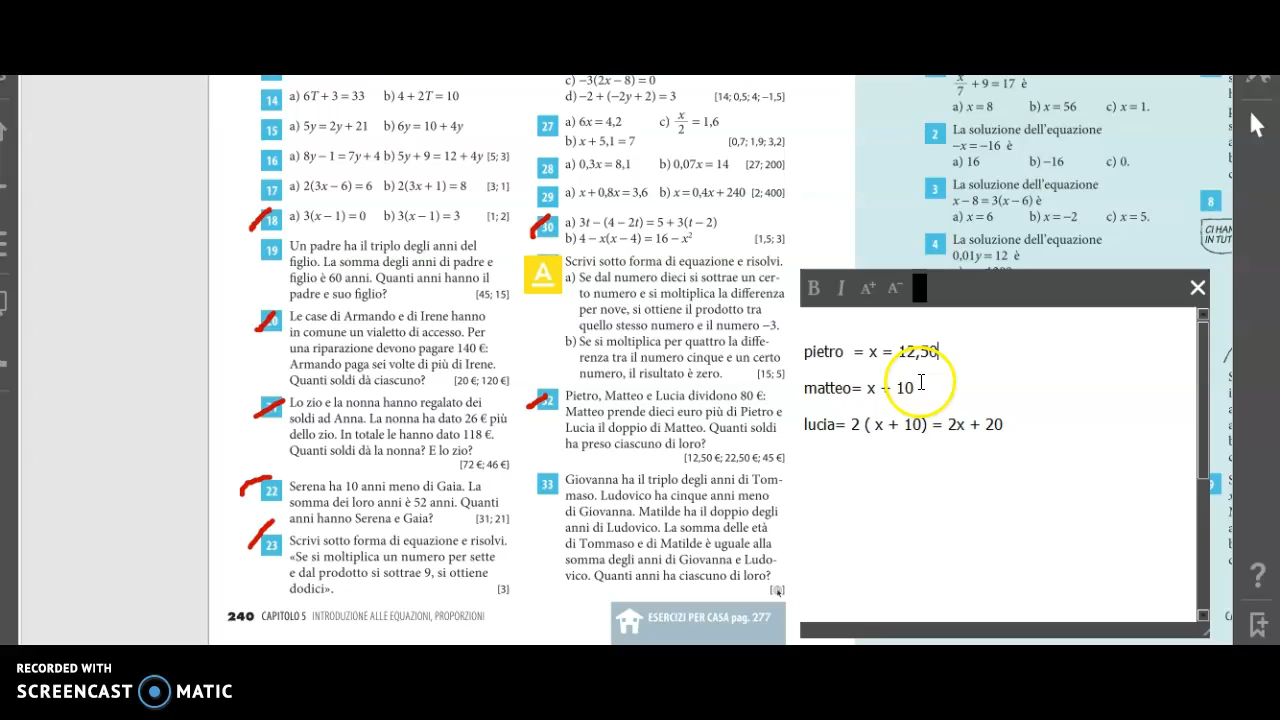 c) −3(2x − 8) = 0
14 a) 6T + 3 = 33 b) 4 + 2T = 10
d) −2 + (−2y + 2) = 3 [14; 0,5; 4; −1,5]
15 a) 5y = 2y + 21 b) 6y = 10 + 4y
16 a) 8y − 1 = 7y + 4 b) 5y + 9 = 12 + 4y [5; 3]
17 a) 2(3x − 6) = 6 b) 2(3x + 1) = 8 [3; 1]
18 a) 3(x − 1) = 0 b) 3(x − 1) = 3 [1; 2]
19 Un padre ha il triplo degli anni del
figlio. La somma degli anni di padre e
figlio è 60 anni. Quanti anni hanno il
padre e suo figlio? [45; 15]
20 Le case di Armando e di Irene hanno
in comune un vialetto di accesso. Per
una riparazione devono pagare 140 €:
Armando paga sei volte di più di Irene.
Quanti soldi dà ciascuno? [20 €; 120 €]
Lo zio e la nonna hanno regalato dei
soldi ad Anna. La nonna ha dato 26 € più
dello zio. In totale le hanno dato 118 €.
Quanti soldi dà la nonna? E lo zio?
[72 €; 46 €]
22 Serena ha 10 anni meno di Gaia. La
somma dei loro anni è 52 anni. Quanti
anni hanno Serena e Gaia? [31; 21]
23 Scrivi sotto forma di equazione e risolvi.
«Se si moltiplica un numero per sette
e dal prodotto si sottrae 9, si ottiene
dodici». [3]
240 CAPITOLO 5 INTRODUZIONE ALLE EQUAZIONI, PROPORZIONI
27 a) 6x = 4,2 c) x/2 = 1,6
b) x + 5,1 = 7 [0,7; 1,9; 3,2]
28 a) 0,3x = 8,1 b) 0,07x = 14 [27; 200]
29 a) x + 0,8x = 3,6 b) x = 0,4x + 240 [2; 400]
30 a) 3t − (4 − 2t) = 5 + 3(t − 2)
b) 4 − x(x − 4) = 16 − x² [1,5; 3]
A Scrivi sotto forma di equazione e risolvi.
a) Se dal numero dieci si sottrae un cer-
to numero e si moltiplica la differenza
per nove, si ottiene il prodotto tra
quello stesso numero e il numero −3.
b) Se si moltiplica per quattro la diffe-
renza tra il numero cinque e un certo
numero, il risultato è zero. [15; 5]
32 Pietro, Matteo e Lucia dividono 80 €:
Matteo prende dieci euro più di Pietro e
Lucia il doppio di Matteo. Quanti soldi
ha preso ciascuno di loro?
[12,50 €; 22,50 €; 45 €]
33 Giovanna ha il triplo degli anni di Tom-
maso. Ludovico ha cinque anni meno
di Giovanna. Matilde ha il doppio degli
anni di Ludovico. La somma delle età
di Tommaso e di Matilde è uguale alla
somma degli anni di Giovanna e Ludo-
vico. Quanti anni ha ciascuno di loro?
ESERCIZI PER CASA pag. 277
x/7 + 9 = 17 è
a) x = 8 b) x = 56 c) x = 1.
2 La soluzione dell'equazione
−x = −16 è
a) 16 b) −16 c) 0.
3 La soluzione dell'equazione
x − 8 = 3(x − 6) è
a) x = 6 b) x = −2 c) x = 5.
4 La soluzione dell'equazione
0,01y = 12 è
8
CI HAN
IN TUT
B I A+ A−
pietro = x = 12,50
matteo= x + 10
lucia= 2 ( x + 10) = 2x + 20
RECORDED WITH
SCREENCAST MATIC